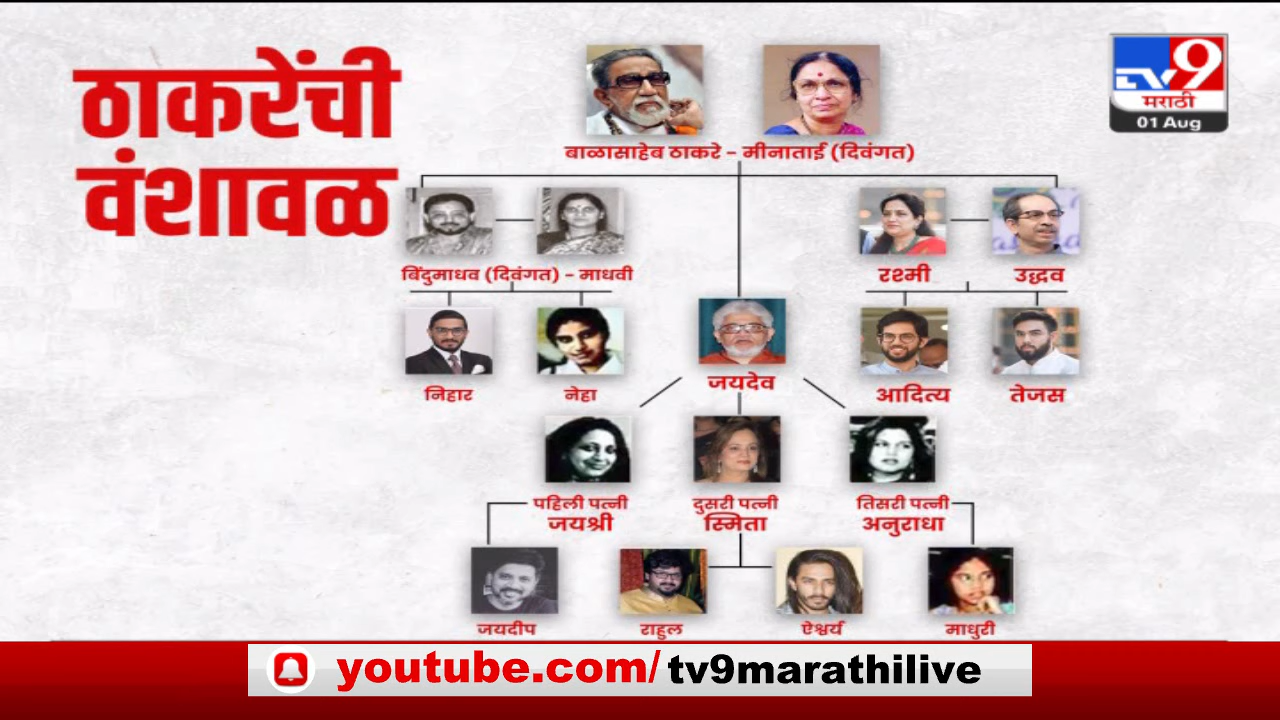 ठाकरेंची
वंशावळ
TV9
मराठी
01 Aug
बाळासाहेब ठाकरे - मीनाताई (दिवंगत)
बिंदुमाधव (दिवंगत) - माधवी
रश्मी
उद्धव
निहार
नेहा
जयदेव
आदित्य
तेजस
पहिली पत्नी
जयश्री
दुसरी पत्नी
स्मिता
तिसरी पत्नी
अनुराधा
जयदीप
राहुल
ऐश्वर्य
माधुरी
youtube.com/tv9marathilive